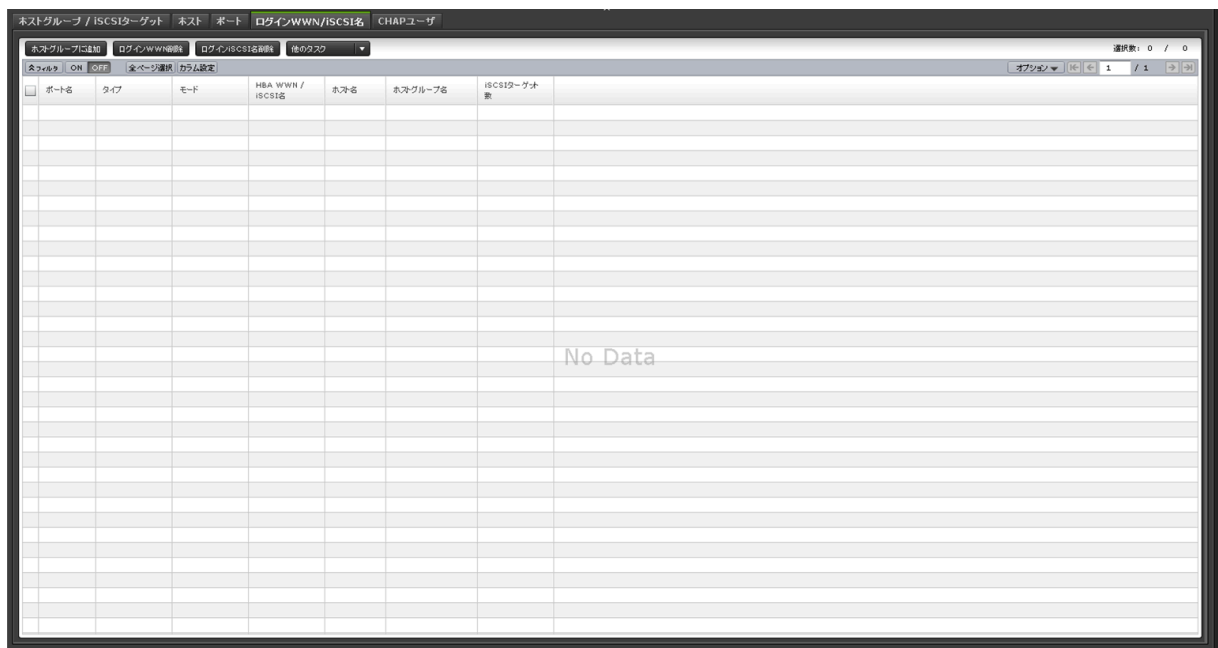 ホストグループ / iSCSIターゲット ホスト ポート ログインWWN/iSCSI名 CHAPユーザ
ホストグループに追加 ログインWWN削除 ログインiSCSI名削除 他のタスク 選択数: 0 / 0
フィルタ ON OFF 全ページ選択 カラム設定 オプション 1 / 1
ポート名 タイプ モード HBA WWN / iSCSI名 ホスト名 ホストグループ名 iSCSIターゲット数
No Data